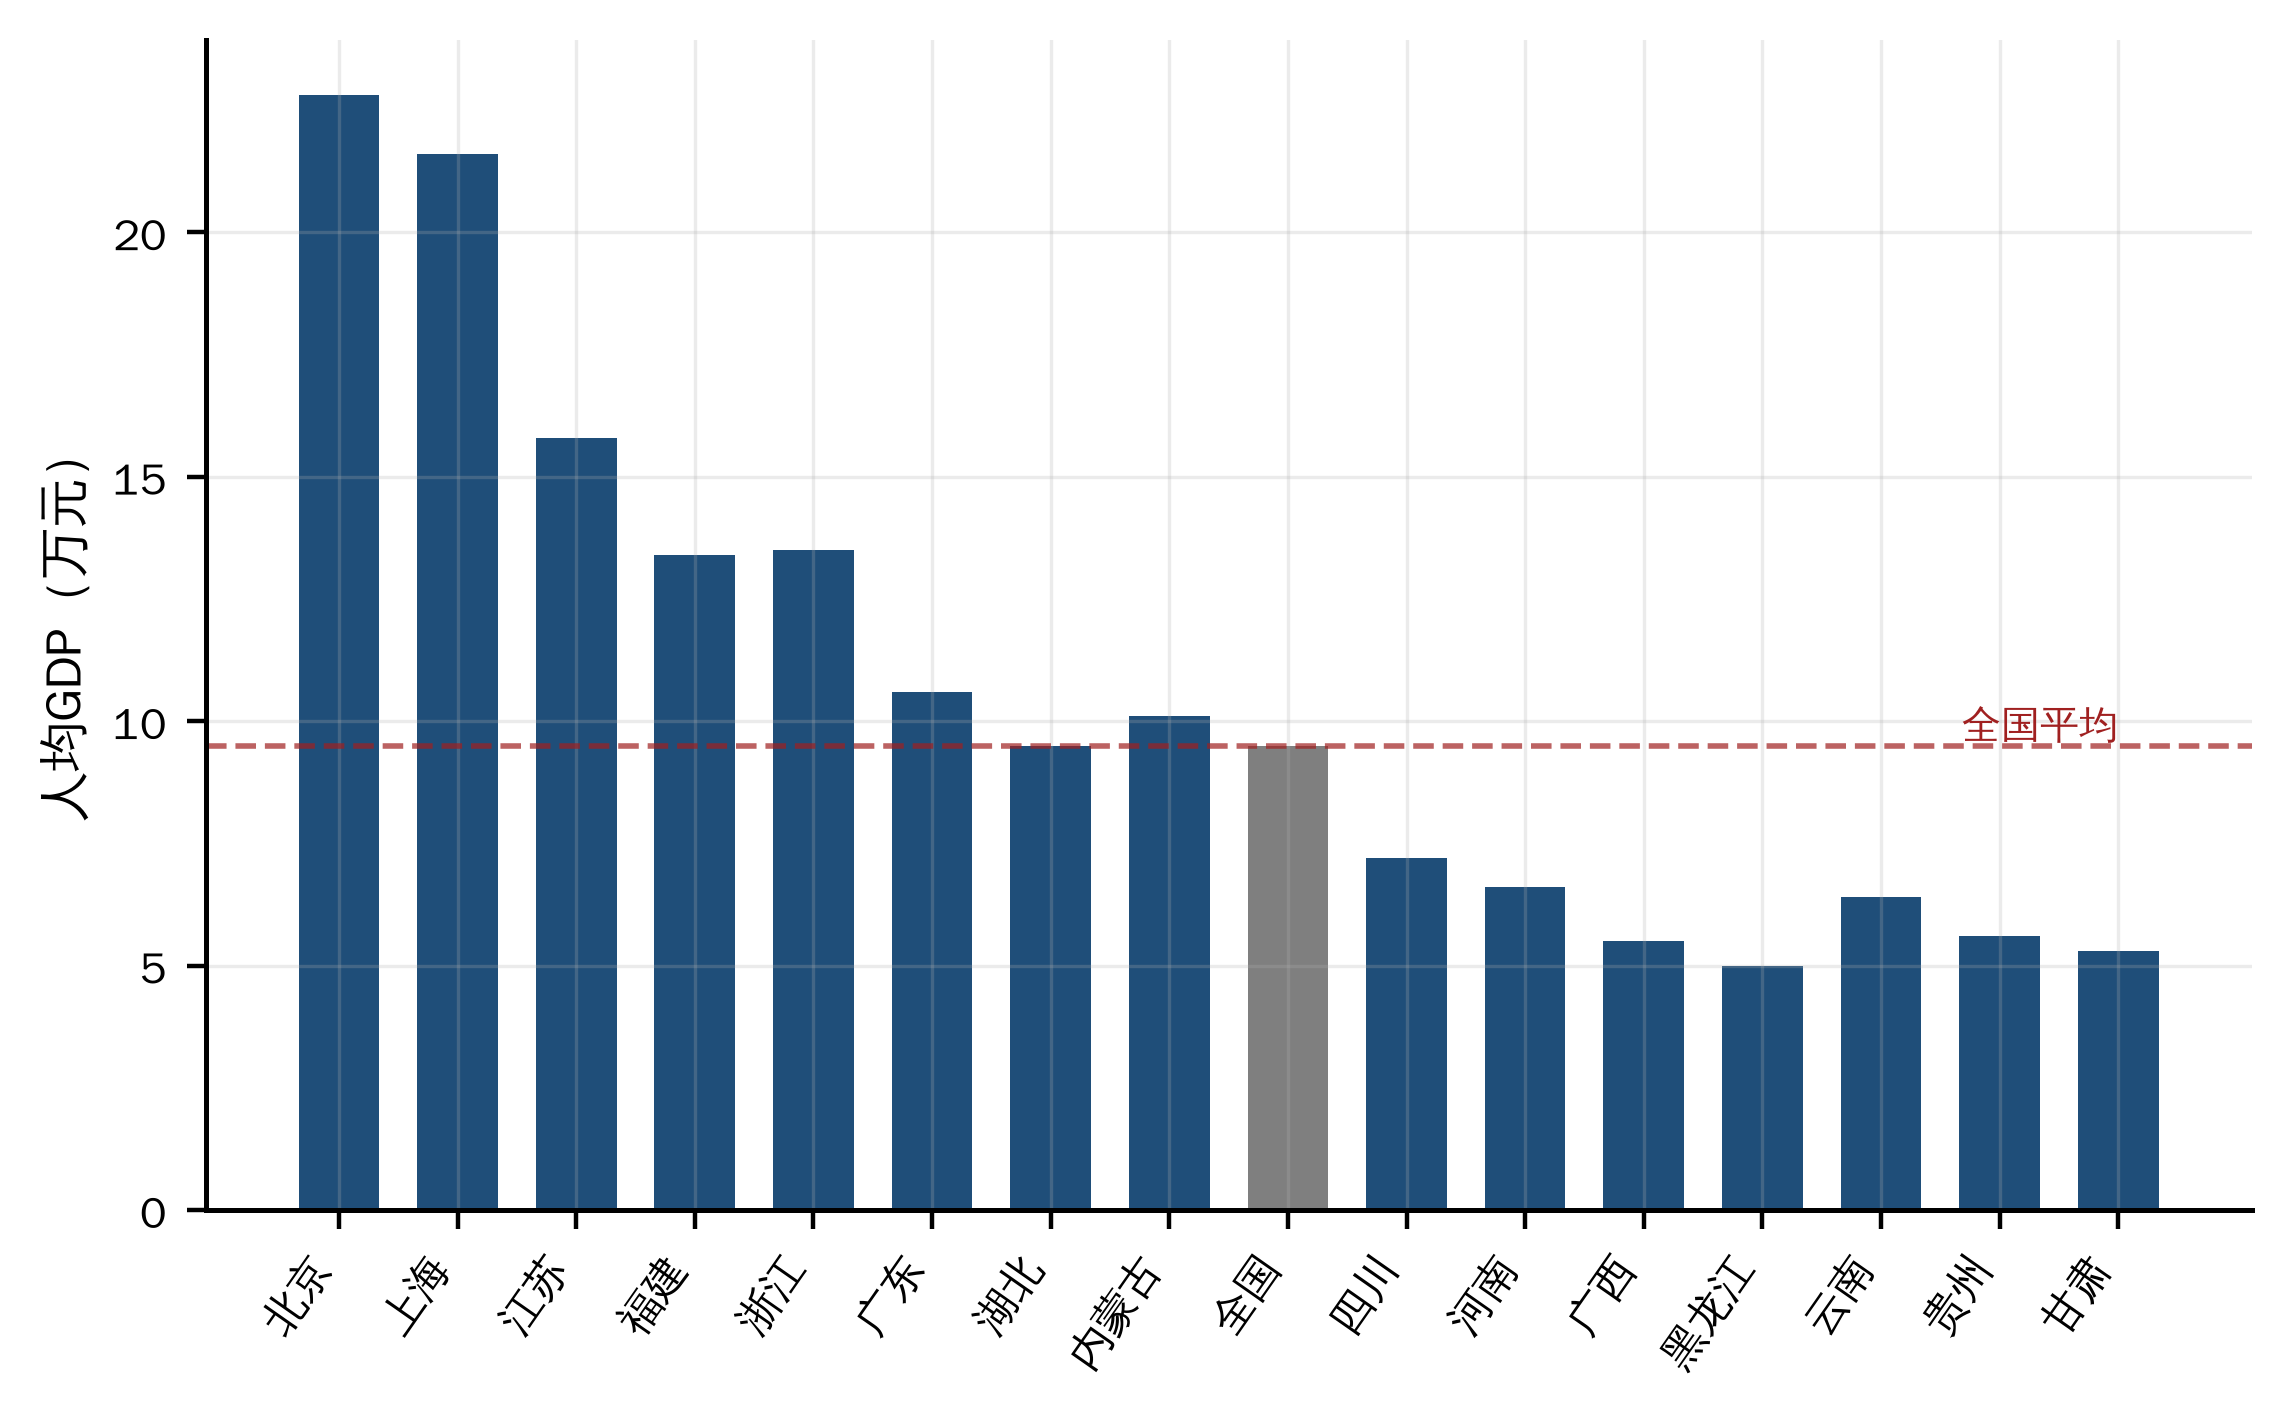 人均GDP（万元）
20
15
10
5
0
全国平均
北京
上海
江苏
福建
浙江
广东
湖北
内蒙古
全国
四川
河南
广西
黑龙江
云南
贵州
甘肃